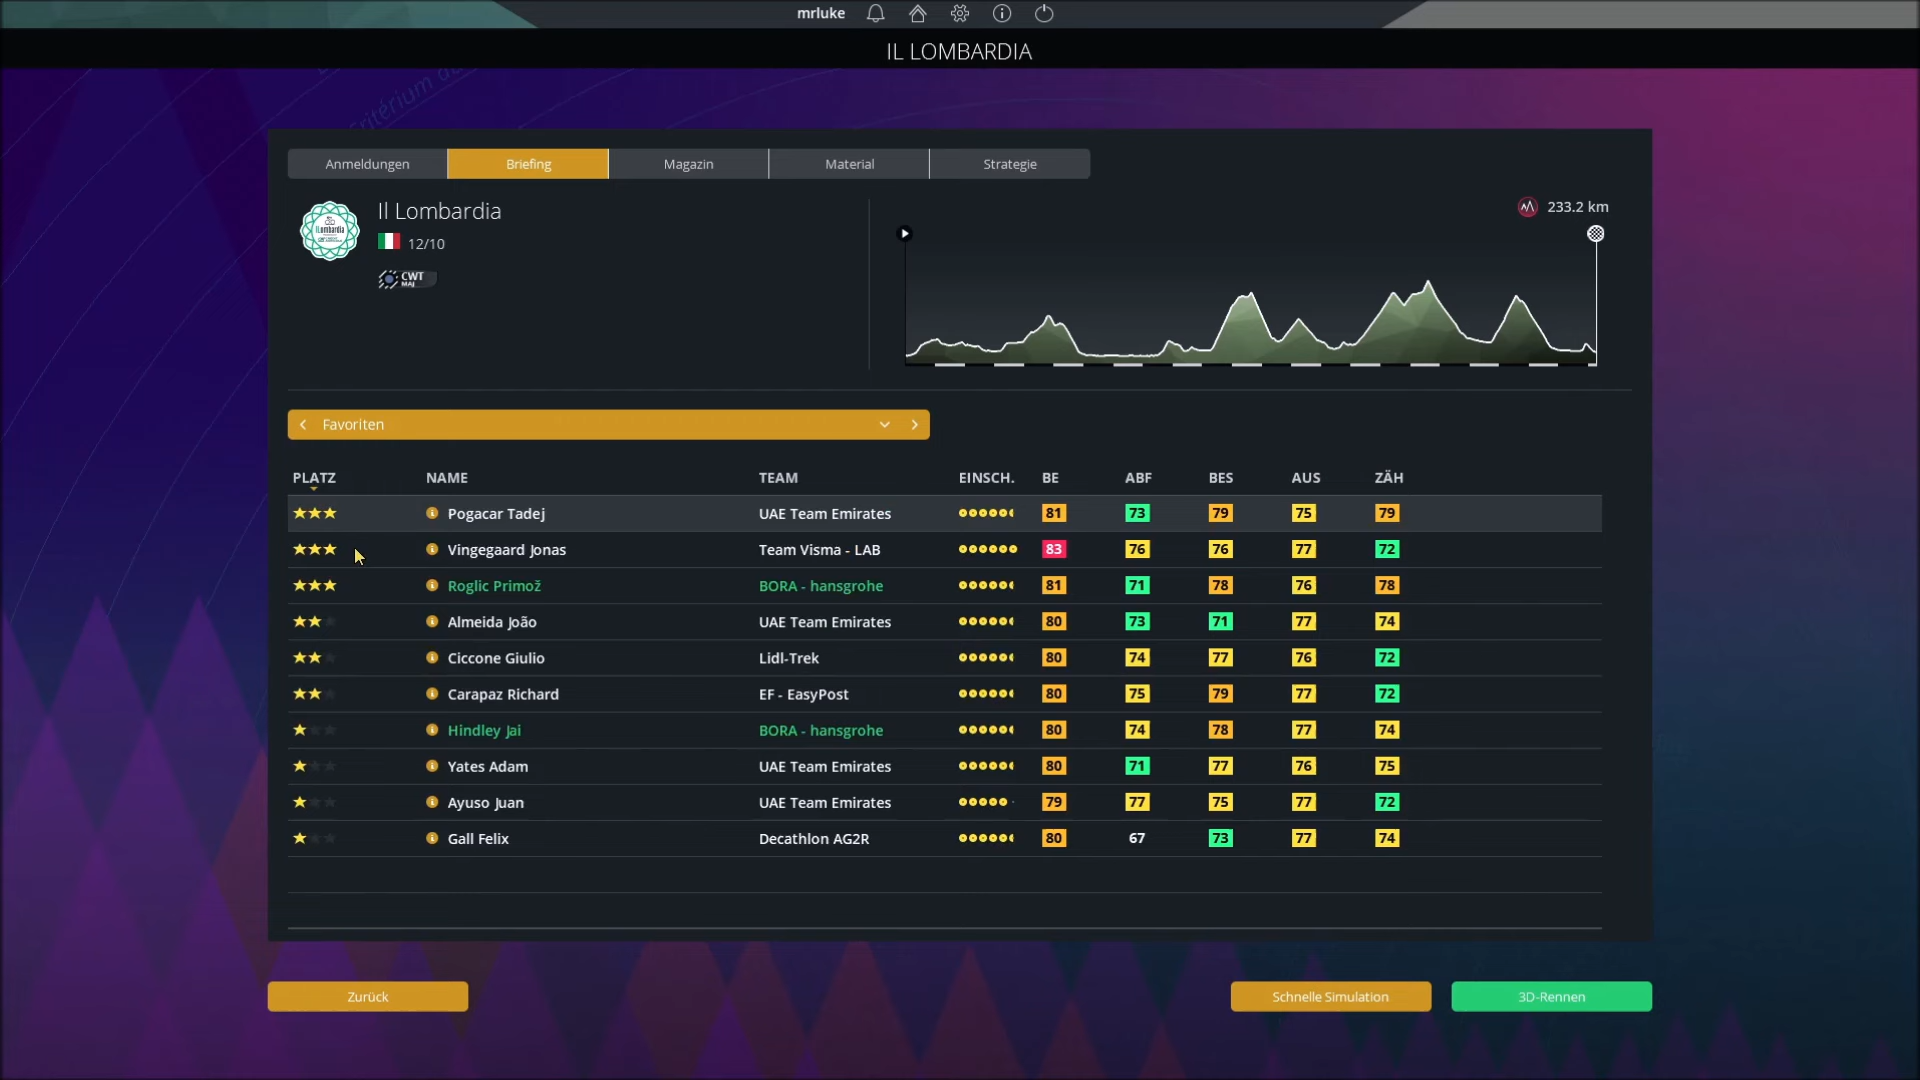 mrluke
IL LOMBARDIA
Critérium du
Anmeldungen Briefing Magazin Material Strategie
Il Lombardia
12/10
CWT
MAJ
IlLombardia
233.2 km
Favoriten
PLATZ NAME TEAM EINSCH. BE ABF BES AUS ZÄH
Pogacar Tadej UAE Team Emirates 81 73 79 75 79
Vingegaard Jonas Team Visma - LAB 83 76 76 77 72
Roglic Primož BORA - hansgrohe 81 71 78 76 78
Almeida João UAE Team Emirates 80 73 71 77 74
Ciccone Giulio Lidl-Trek 80 74 77 76 72
Carapaz Richard EF - EasyPost 80 75 79 77 72
Hindley Jai BORA - hansgrohe 80 74 78 77 74
Yates Adam UAE Team Emirates 80 71 77 76 75
Ayuso Juan UAE Team Emirates 79 77 75 77 72
Gall Felix Decathlon AG2R 80 67 73 77 74
Zurück Schnelle Simulation 3D-Rennen